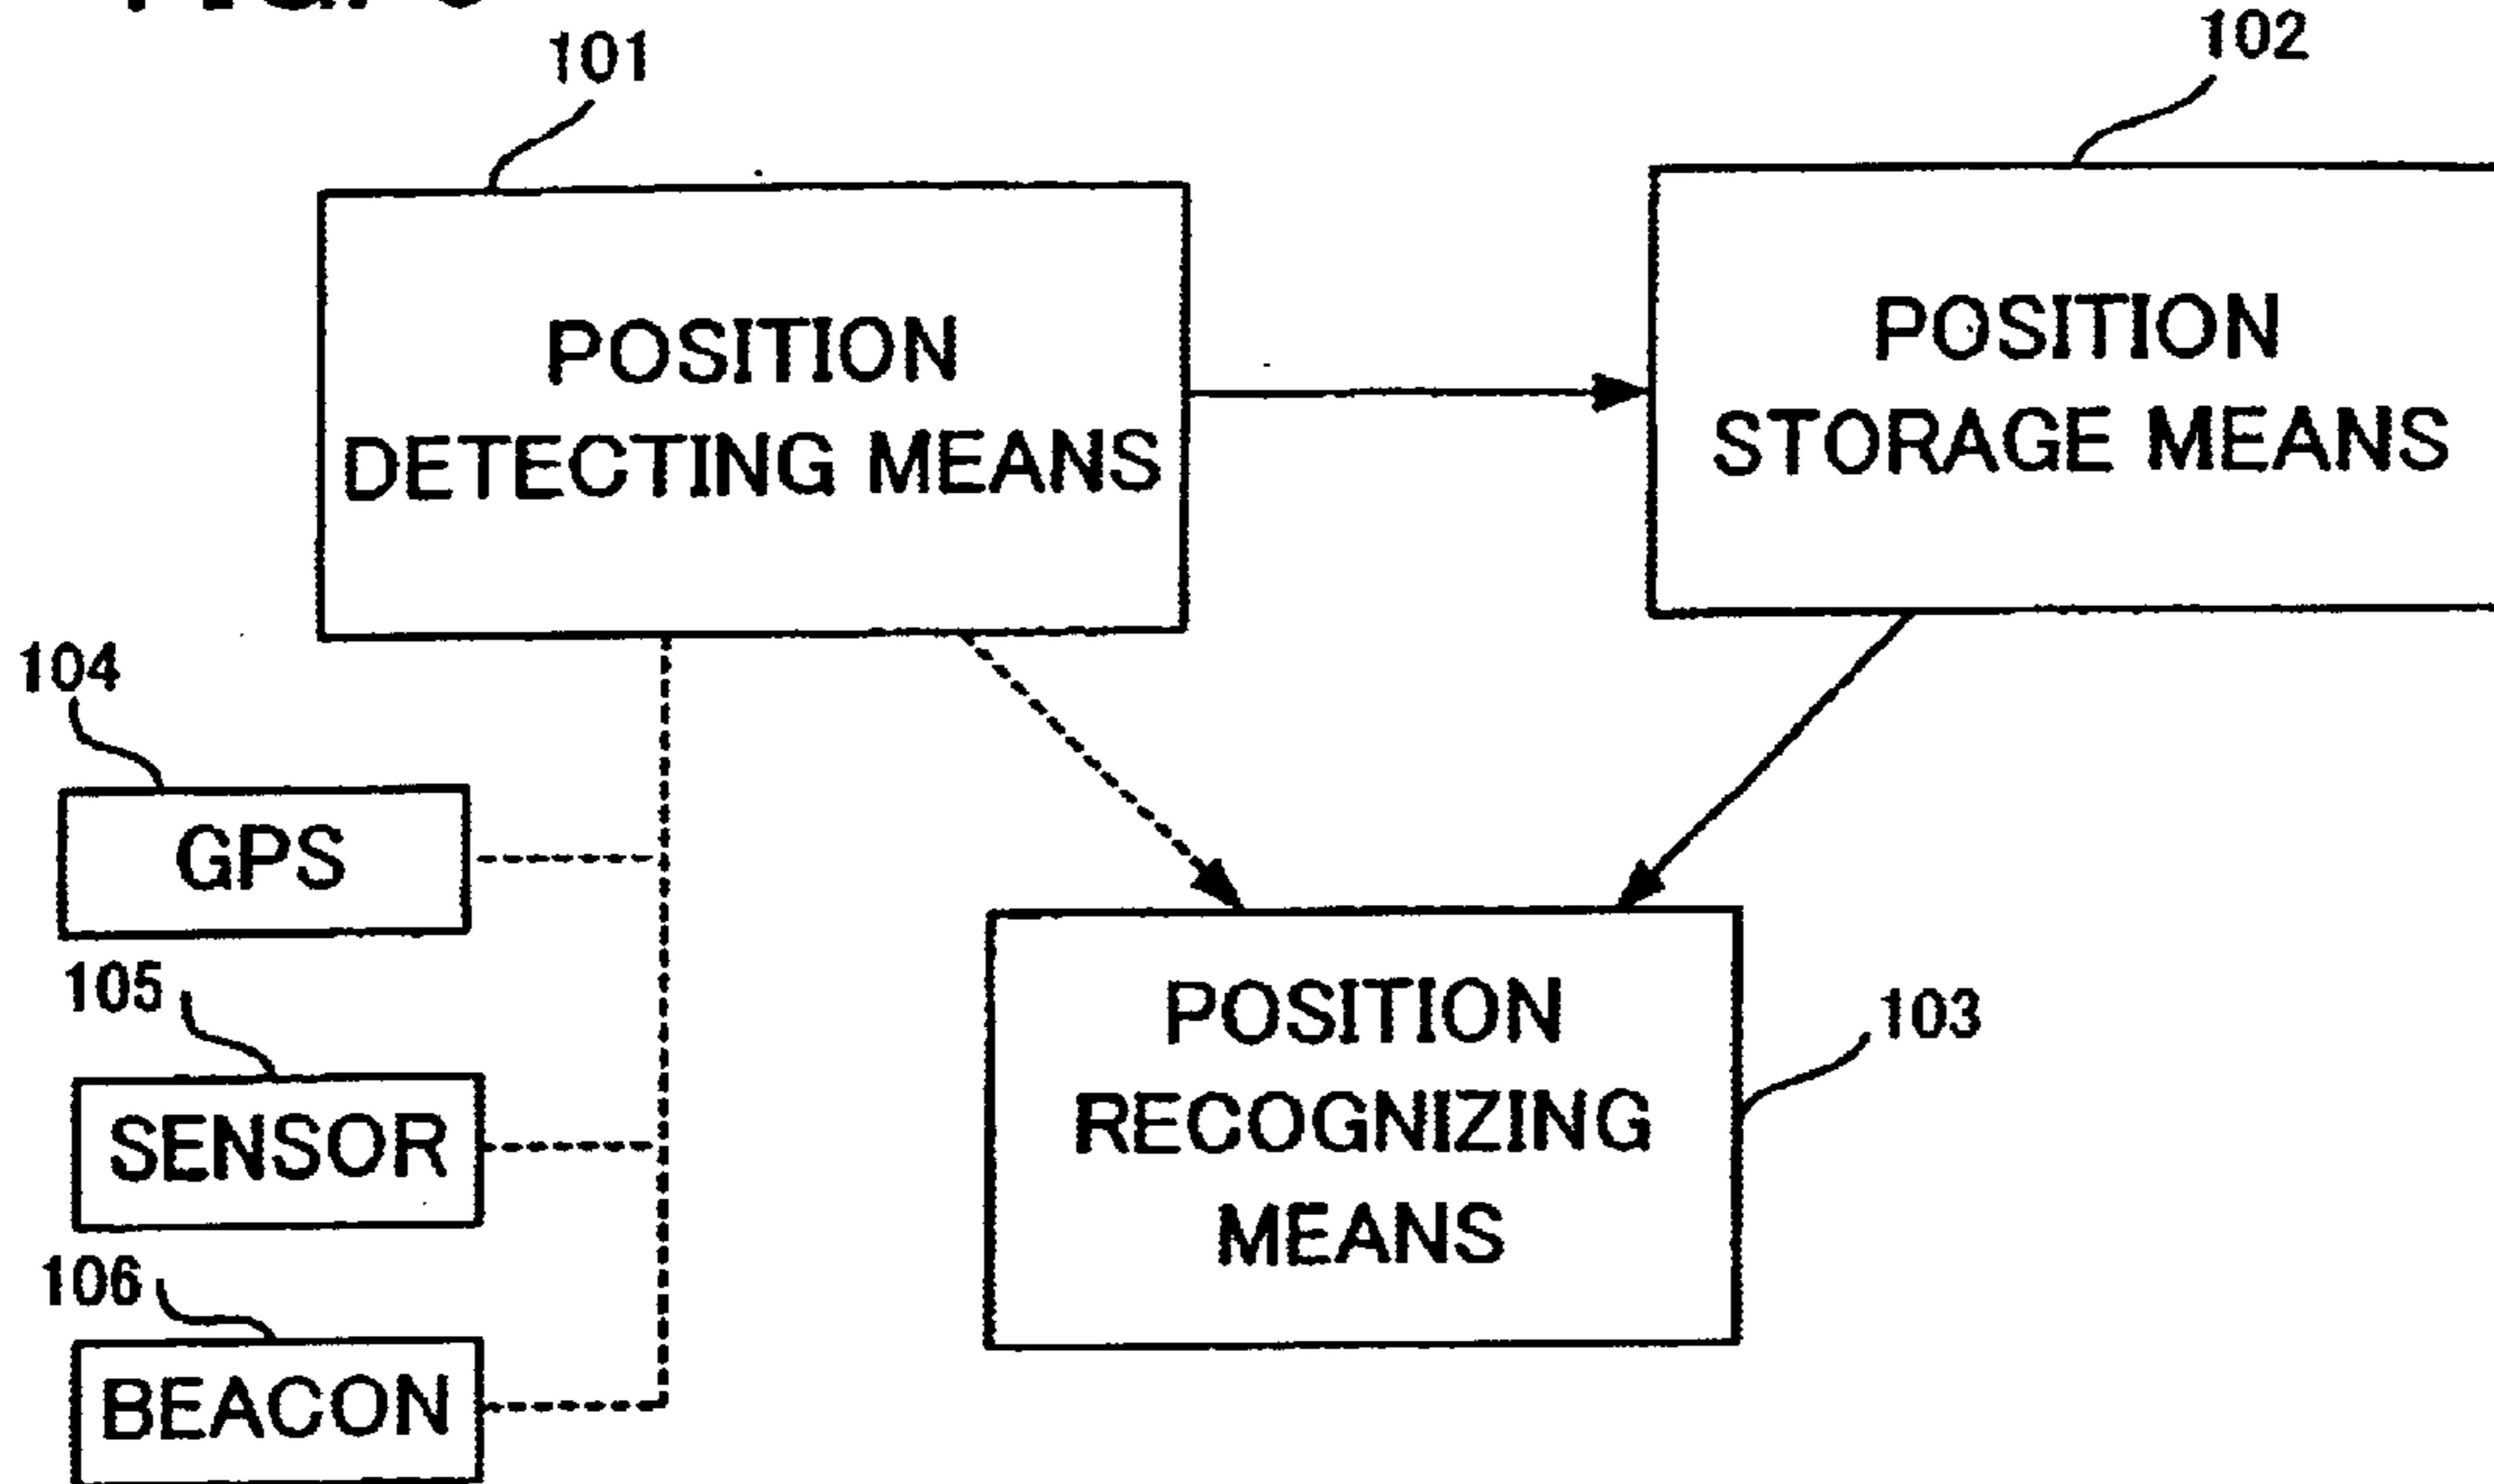 101
102
POSITION
DETECTING MEANS
POSITION
STORAGE MEANS
104
GPS
105
SENSOR
106
BEACON
POSITION
RECOGNIZING
MEANS
103